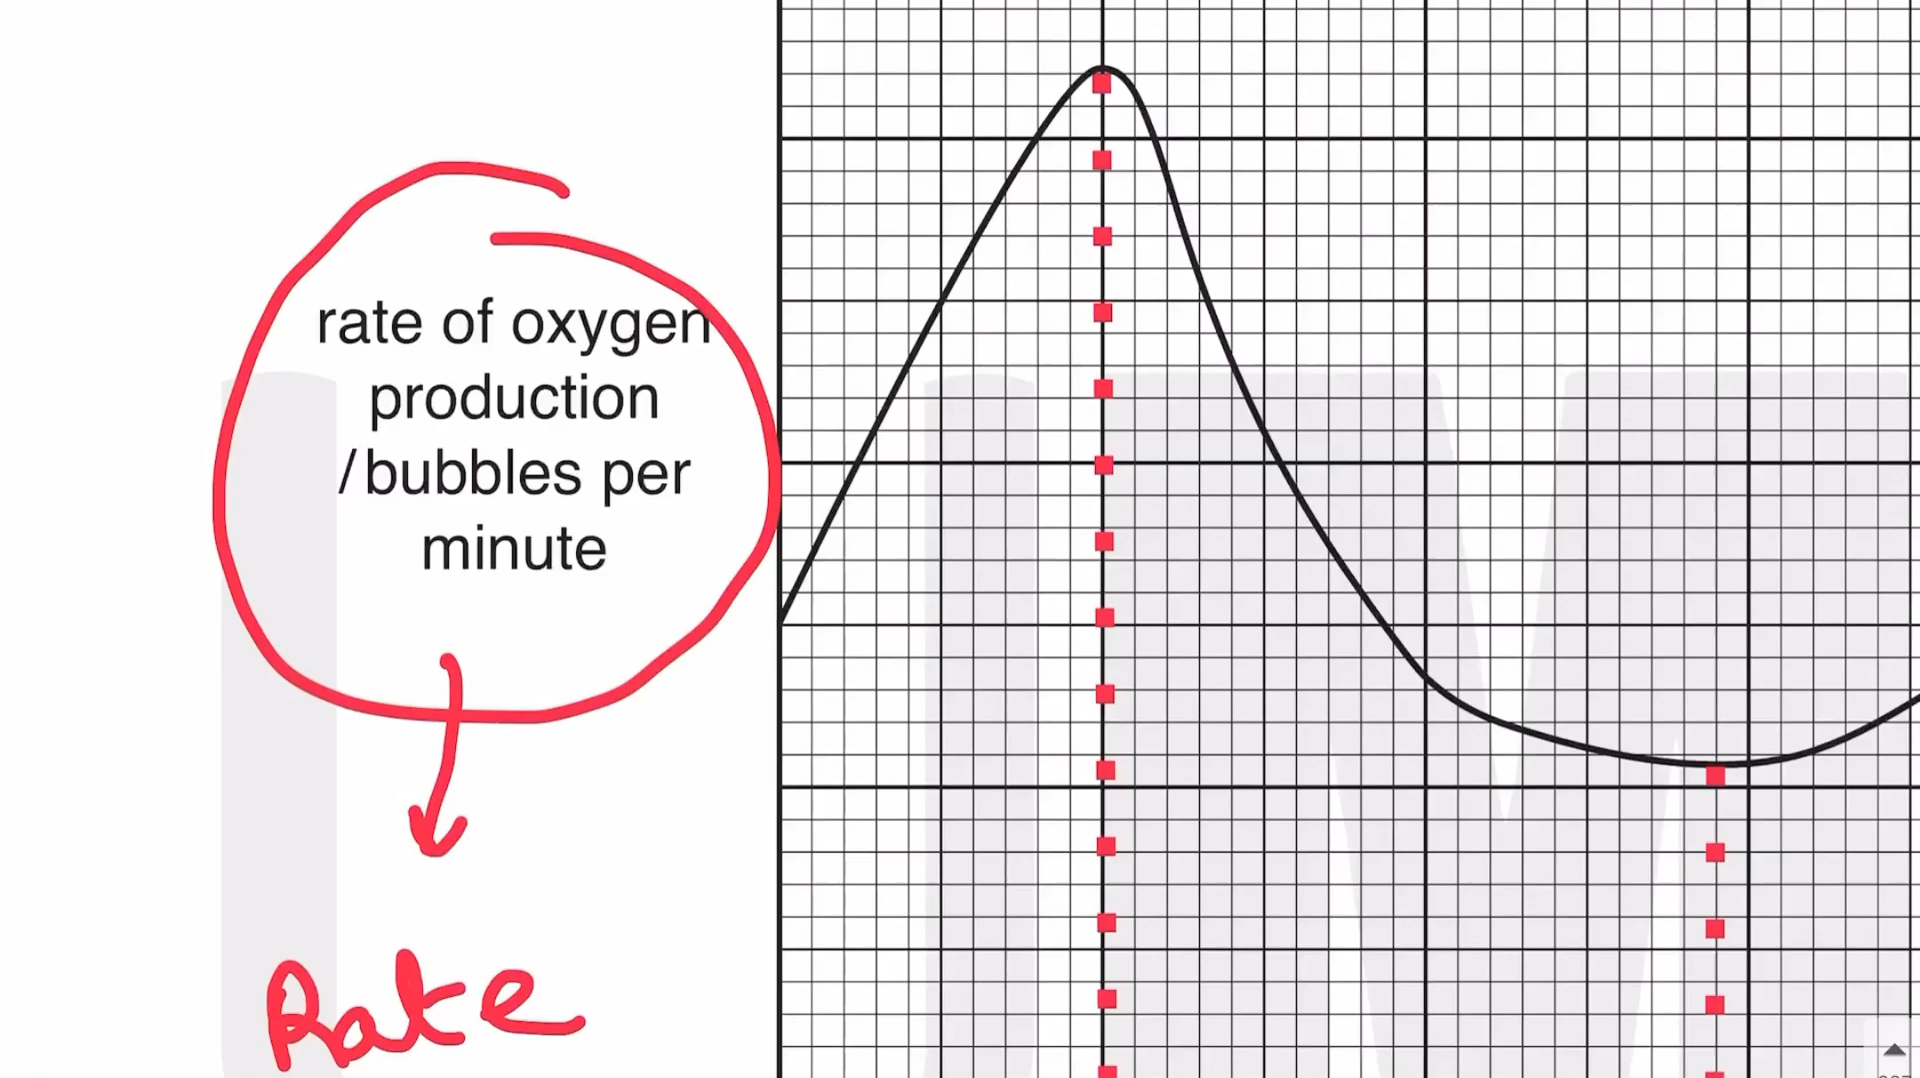 rate of oxygen
production
/bubbles per
minute
Rate